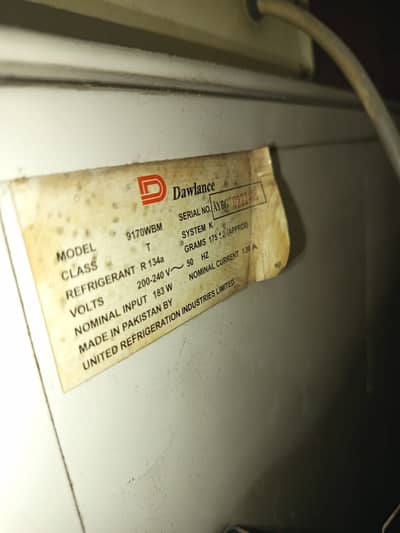 Dawlance
MODEL 9170WBM SERIAL NO.
CLASS T SYSTEM K
REFRIGERANT R 134a GRAMS 175 (APPROX)
VOLTS 200-240 V~ 50 HZ
NOMINAL INPUT 183 W NOMINAL CURRENT A.
MADE IN PAKISTAN BY
UNITED REFRIGERATION INDUSTRIES LIMITED